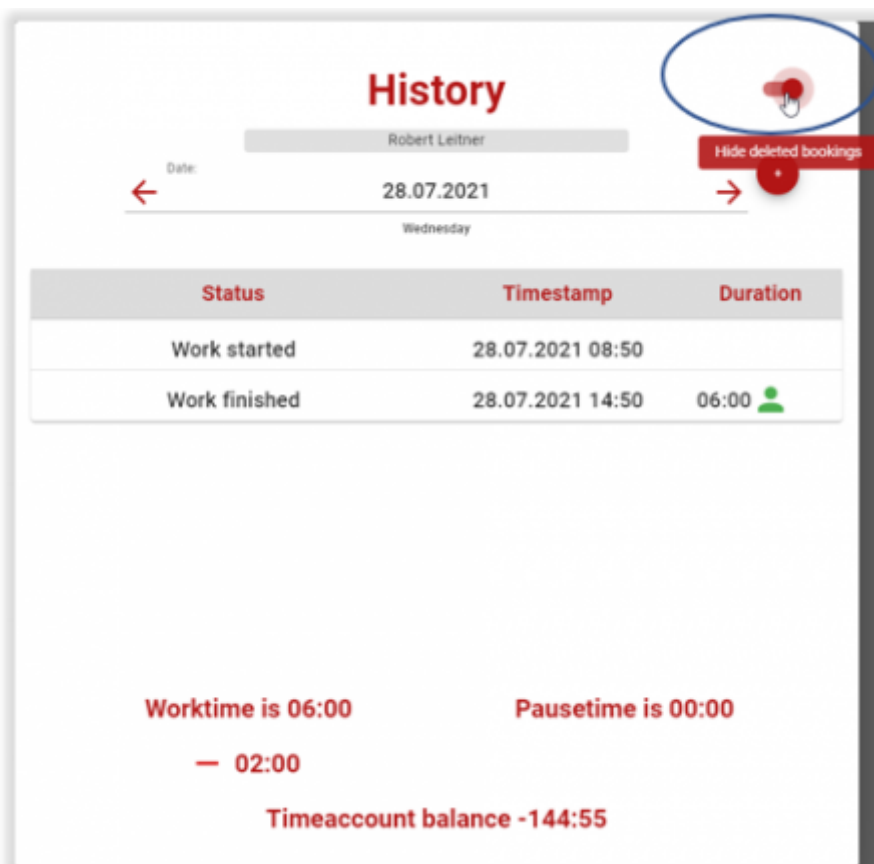 History
Robert Leitner
Hide deleted bookings
Date:
+
28.07.2021
Wednesday
Status Timestamp Duration
Work started 28.07.2021 08:50
Work finished 28.07.2021 14:50 06:00
Worktime is 06:00 Pausetime is 00:00
— 02:00
Timeaccount balance -144:55